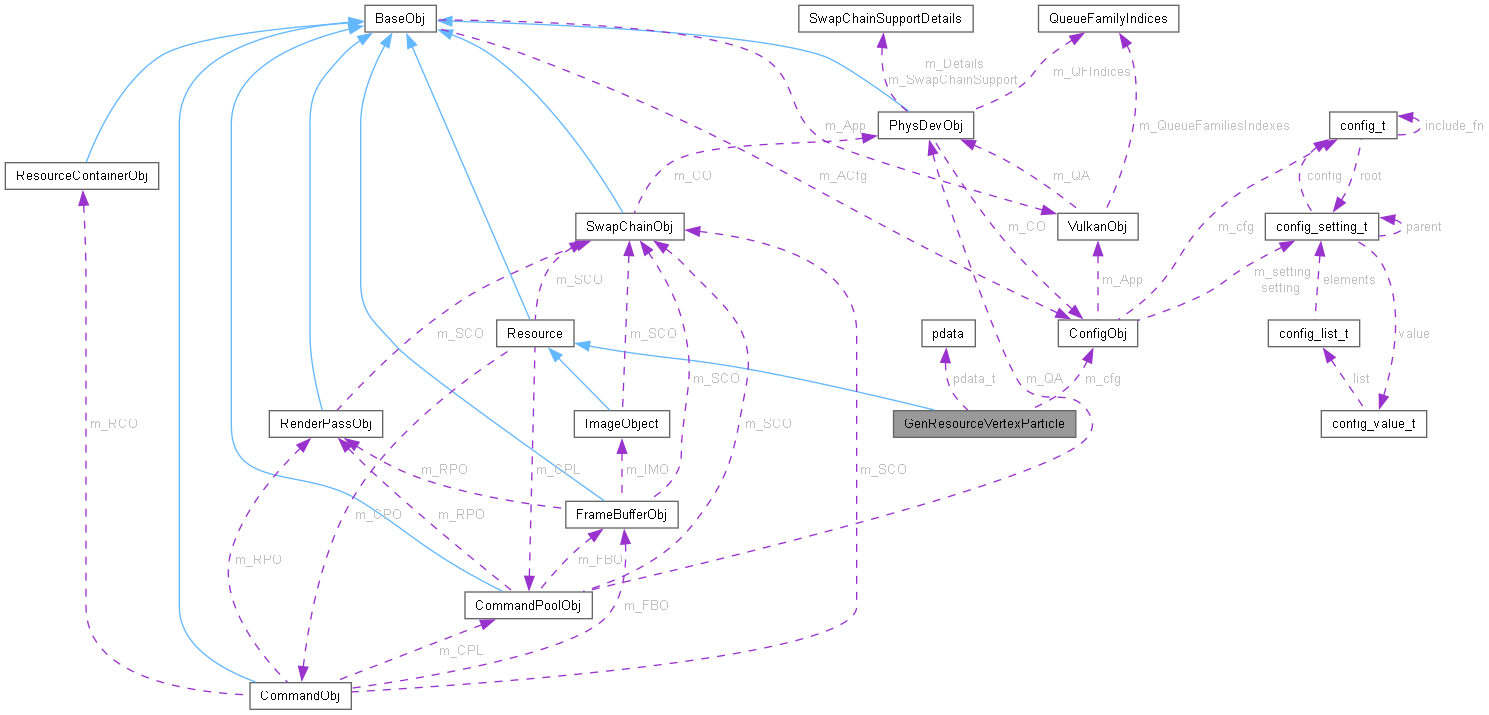 BaseObj
SwapChainSupportDetails
QueueFamilyIndices
m_Details
m_SwapChainSupport
m_QFIndices
m_App
PhysDevObj
m_QueueFamiliesIndexes
config_t
include_fn
ResourceContainerObj
m_CO
m_ACfg
m_QA
config
root
SwapChainObj
VulkanObj
m_CO
m_cfg
config_setting_t
parent
m_SCO
m_App
m_setting
setting
elements
m_SCO
Resource
m_SCO
pdata
ConfigObj
config_list_t
value
m_SCO
pdata_t
m_QA
m_cfg
list
m_RCO
RenderPassObj
ImageObject
m_SCO
GenResourceVertexParticle
config_value_t
m_RPO
m_CPL
m_IMO
m_SCO
m_CPO
m_RPO
FrameBufferObj
m_RPO
m_FBO
CommandPoolObj
m_FBO
m_CPL
CommandObj